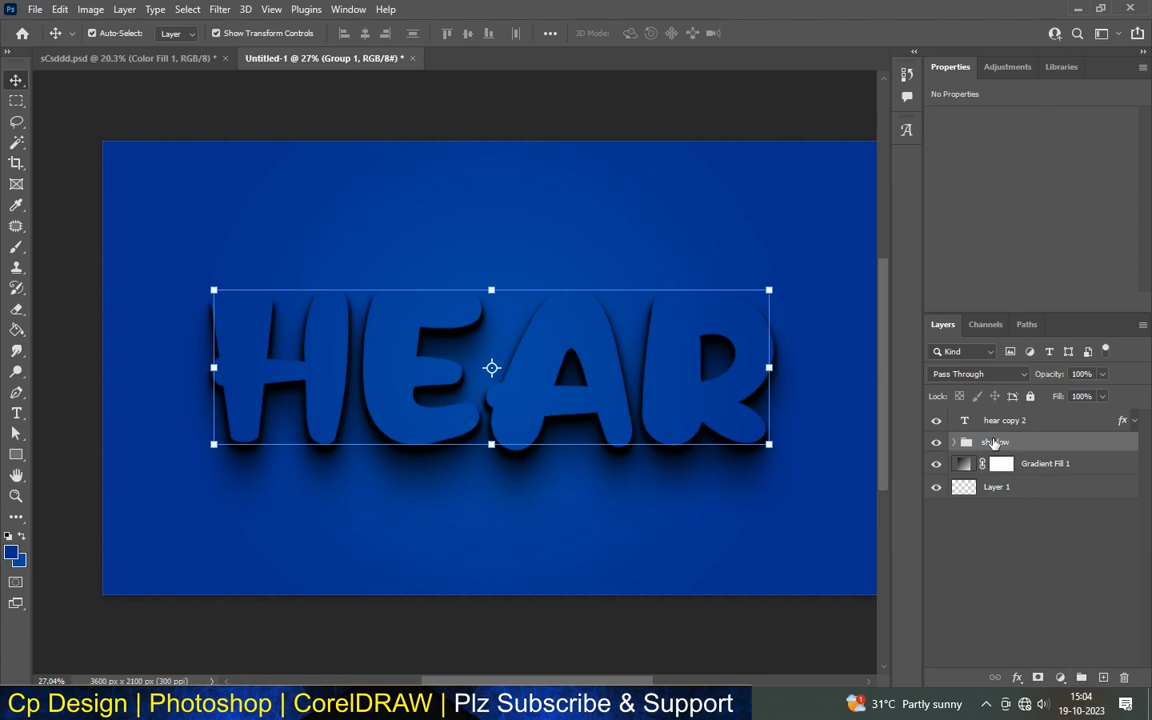 Ps File Edit Image Layer Type Select Filter 3D View Plugins Window Help
Auto-Select: Layer Show Transform Controls 3D Mode:
sCsddd.psd @ 20.3% (Color Fill 1, RGB/8) * × Untitled-1 @ 27% (Group 1, RGB/8#) * ×
Properties Adjustments Libraries
No Properties
HEAR
Layers Channels Paths
Kind
Pass Through Opacity: 100%
Lock: Fill: 100%
T hear copy 2 fx
Gradient Fill 1
Layer 1
27.04% 3600 px x 2100 px (300 ppi)
Cp Design | Photoshop | CorelDRAW | Plz Subscribe & Support
31°C Partly sunny
15:04
19-10-2023